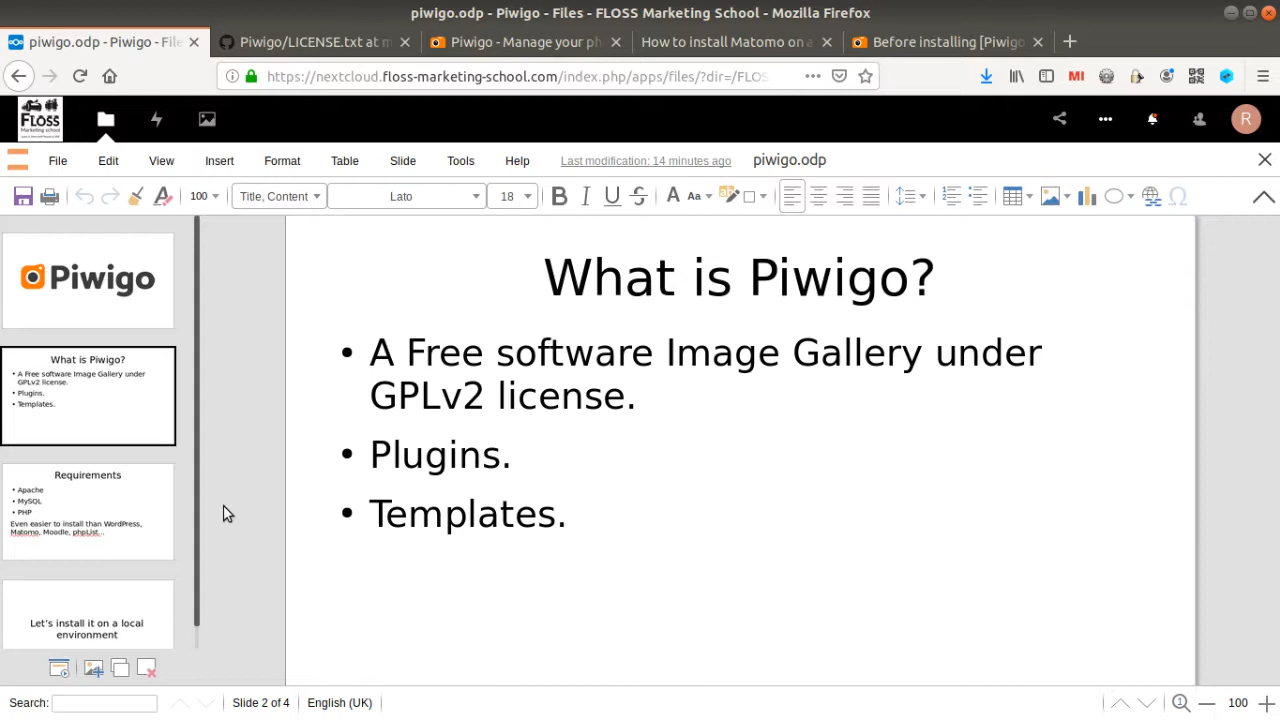 piwigo.odp - Piwigo - Files - FLOSS Marketing School - Mozilla Firefox
piwigo.odp - Piwigo - File
Piwigo/LICENSE.txt at m
Piwigo - Manage your ph
How to install Matomo on a
Before installing [Piwigo
https://nextcloud.floss-marketing-school.com/index.php/apps/files/?dir=/FLOS
MI
FLOSS
Marketing school
R
File Edit View Insert Format Table Slide Tools Help Last modification: 14 minutes ago piwigo.odp
100 Title, Content Lato 18 B I U S A Aa
Piwigo
What is Piwigo?
• A Free software Image Gallery under
GPLv2 license.
• Plugins.
• Templates.
Requirements
• Apache
• MySQL
• PHP
Even easier to install than WordPress,
Matomo, Moodle, phpList...
Let's install it on a local
environment
What is Piwigo?
• A Free software Image Gallery under
GPLv2 license.
• Plugins.
• Templates.
Search: Slide 2 of 4 English (UK) 100